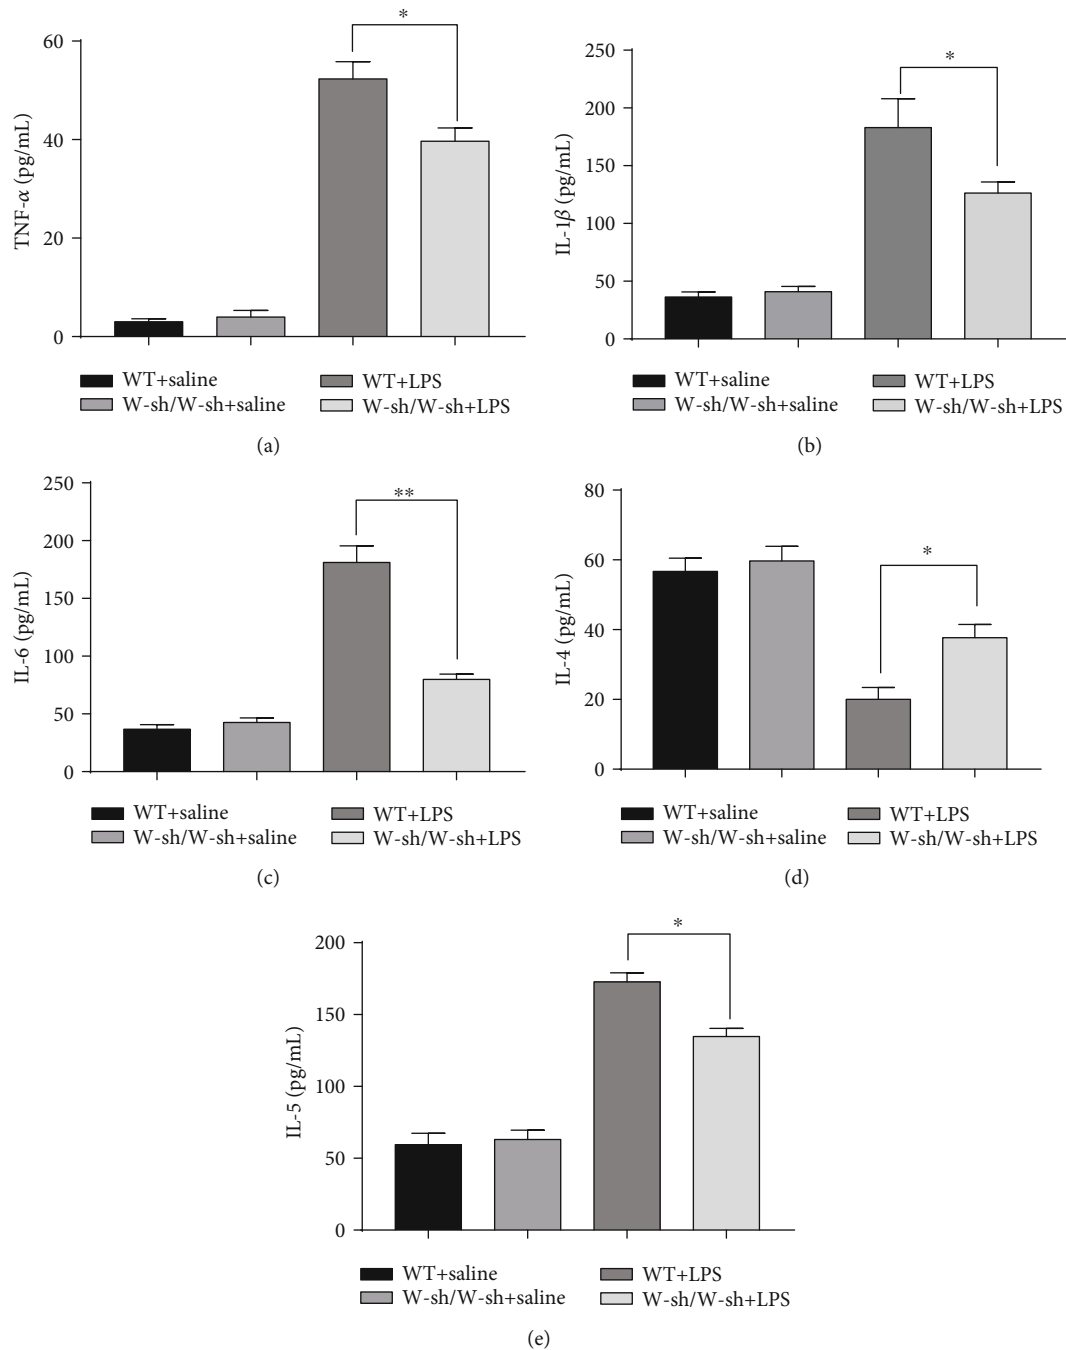 *
60
40
20
0
TNF-α (pg/mL)
WT+saline
WT+LPS
W-sh/W-sh+saline
W-sh/W-sh+LPS
(a)
*
250
200
150
100
50
0
IL-1β (pg/mL)
WT+saline
WT+LPS
W-sh/W-sh+saline
W-sh/W-sh+LPS
(b)
**
250
200
150
100
50
0
IL-6 (pg/mL)
WT+saline
WT+LPS
W-sh/W-sh+saline
W-sh/W-sh+LPS
(c)
*
80
60
40
20
0
IL-4 (pg/mL)
WT+saline
WT+LPS
W-sh/W-sh+saline
W-sh/W-sh+LPS
(d)
*
200
150
100
50
0
IL-5 (pg/mL)
WT+saline
WT+LPS
W-sh/W-sh+saline
W-sh/W-sh+LPS
(e)